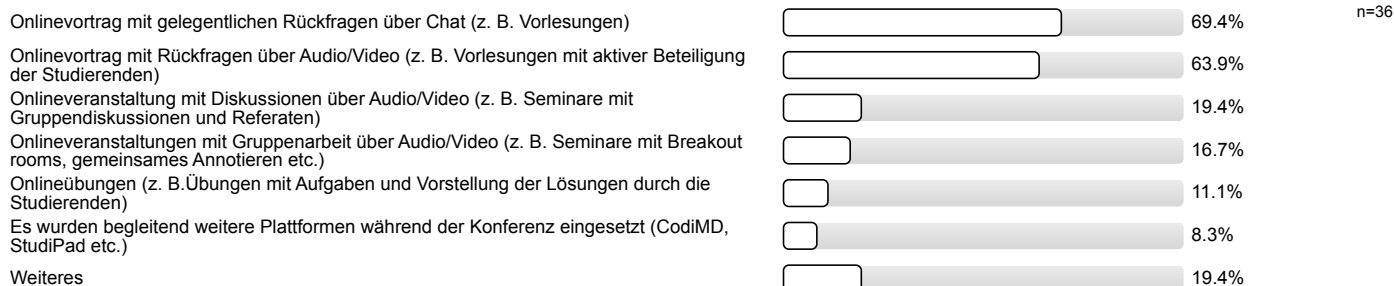 Onlinevortrag mit gelegentlichen Rückfragen über Chat (z. B. Vorlesungen) 69.4% n=36
Onlinevortrag mit Rückfragen über Audio/Video (z. B. Vorlesungen mit aktiver Beteiligung
der Studierenden) 63.9%
Onlineveranstaltung mit Diskussionen über Audio/Video (z. B. Seminare mit
Gruppendiskussionen und Referaten) 19.4%
Onlineveranstaltungen mit Gruppenarbeit über Audio/Video (z. B. Seminare mit Breakout
rooms, gemeinsames Annotieren etc.) 16.7%
Onlineübungen (z. B.Übungen mit Aufgaben und Vorstellung der Lösungen durch die
Studierenden) 11.1%
Es wurden begleitend weitere Plattformen während der Konferenz eingesetzt (CodiMD,
StudiPad etc.) 8.3%
Weiteres 19.4%